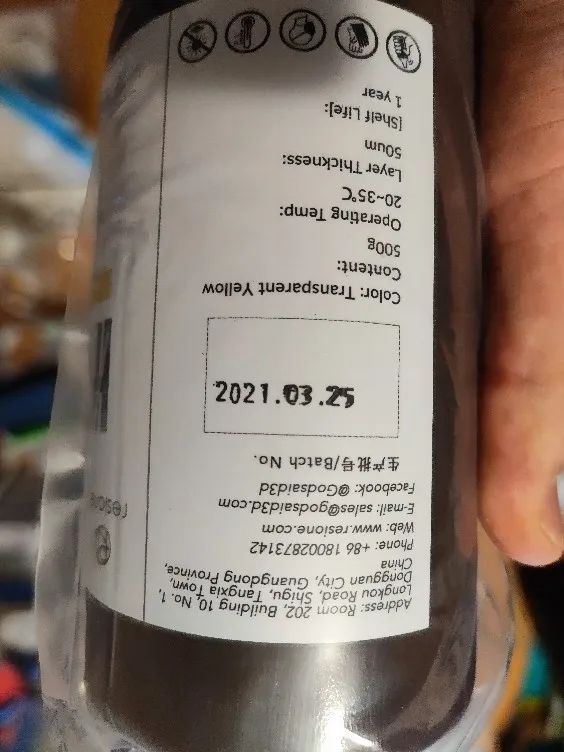 Address: Room 202, Building 10, No. 1,
Longkou Road, Shigu, Tangxia Town,
Dongguan City, Guangdong Province,
China
Phone: +86 18002873142
Web: www.resione.com
E-mail: sales@godsaid3d.com
Facebook: @Godsaid3d
生产批号/Batch No.
2021.03.25
Color: Transparent Yellow
Content:
500g
Operating Temp:
20~35℃
Layer Thickness:
50um
[Shelf Life]:
1 year